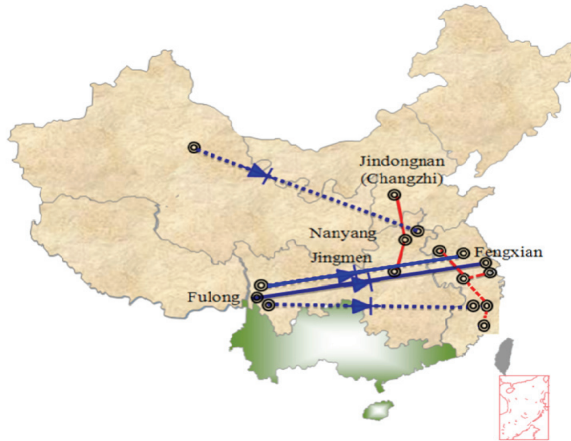 Jindongnan
(Changzhi)
Nanyang
Jingmen
Fengxian
Fulong